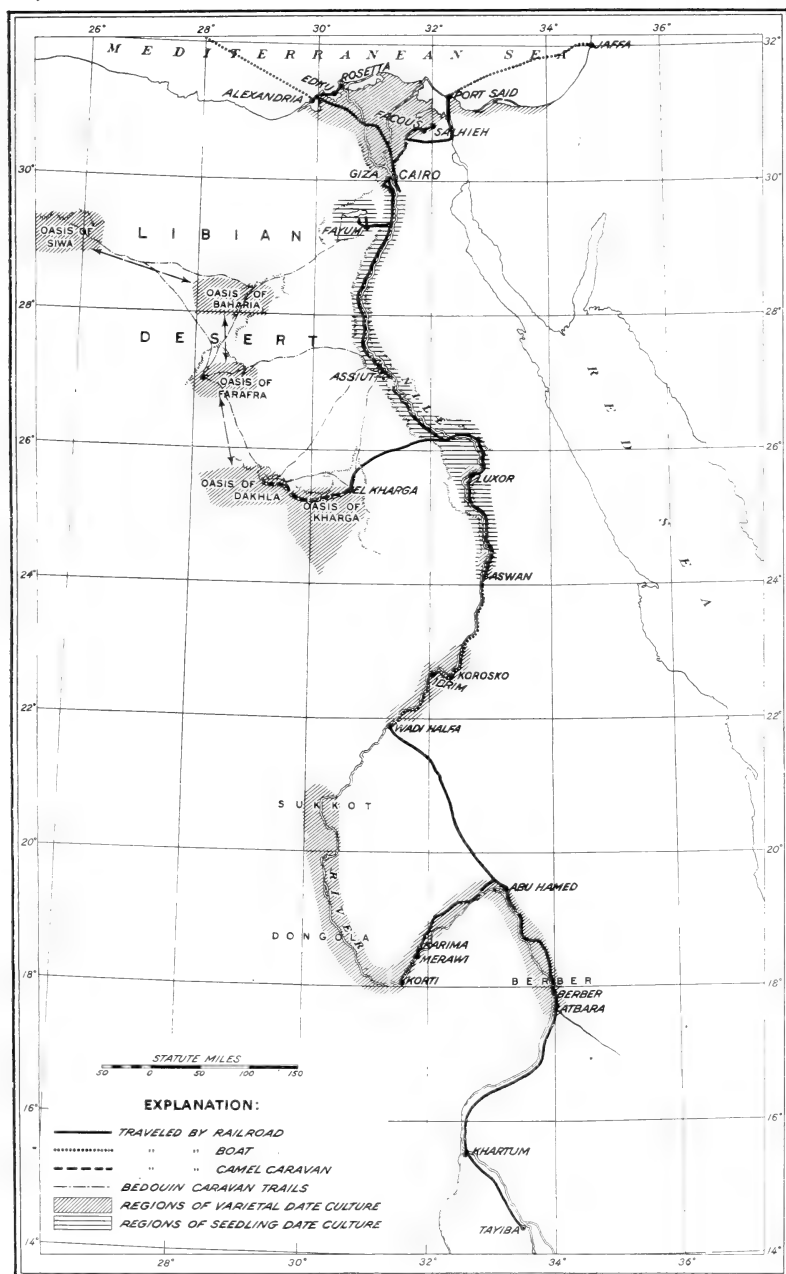 26° 28° 30° 32° 34°
32° 32°
MEDITERRANEAN SEA
JAFFA
EDKU ROSETTA
ALEXANDRIA
PORT SAID
FACOUS
SALHIEH
30° 30°
GIZA CAIRO
OASIS OF
SIWA
LIBIAN
FAYUM
28° 28°
OASIS OF
BAHARIA
DESERT
ASSIUT
OASIS OF
FARAFRA
RED SEA
26° 26°
LUXOR
OASIS OF
DAKHLA
EL KHARGA
OASIS OF
KHARGA
24° 24°
ASWAN
KOROSKO
22° 22°
WADI HALFA
SUKKOT
20° 20°
RIVER
ABU HAMED
DONGOLA
KARIMA
MERAWI
18° 18°
KORTI
BERBER
BERBER
ATBARA
STATUTE MILES
50 0 50 100 150
16° 16°
EXPLANATION:
TRAVELED BY RAILROAD
" " BOAT
" " CAMEL CARAVAN
BEDOUIN CARAVAN TRAILS
REGIONS OF VARIETAL DATE CULTURE
REGIONS OF SEEDLING DATE CULTURE
KHARTUM
TAYIBA
14° 14°
28° 30° 32° 34° 36°